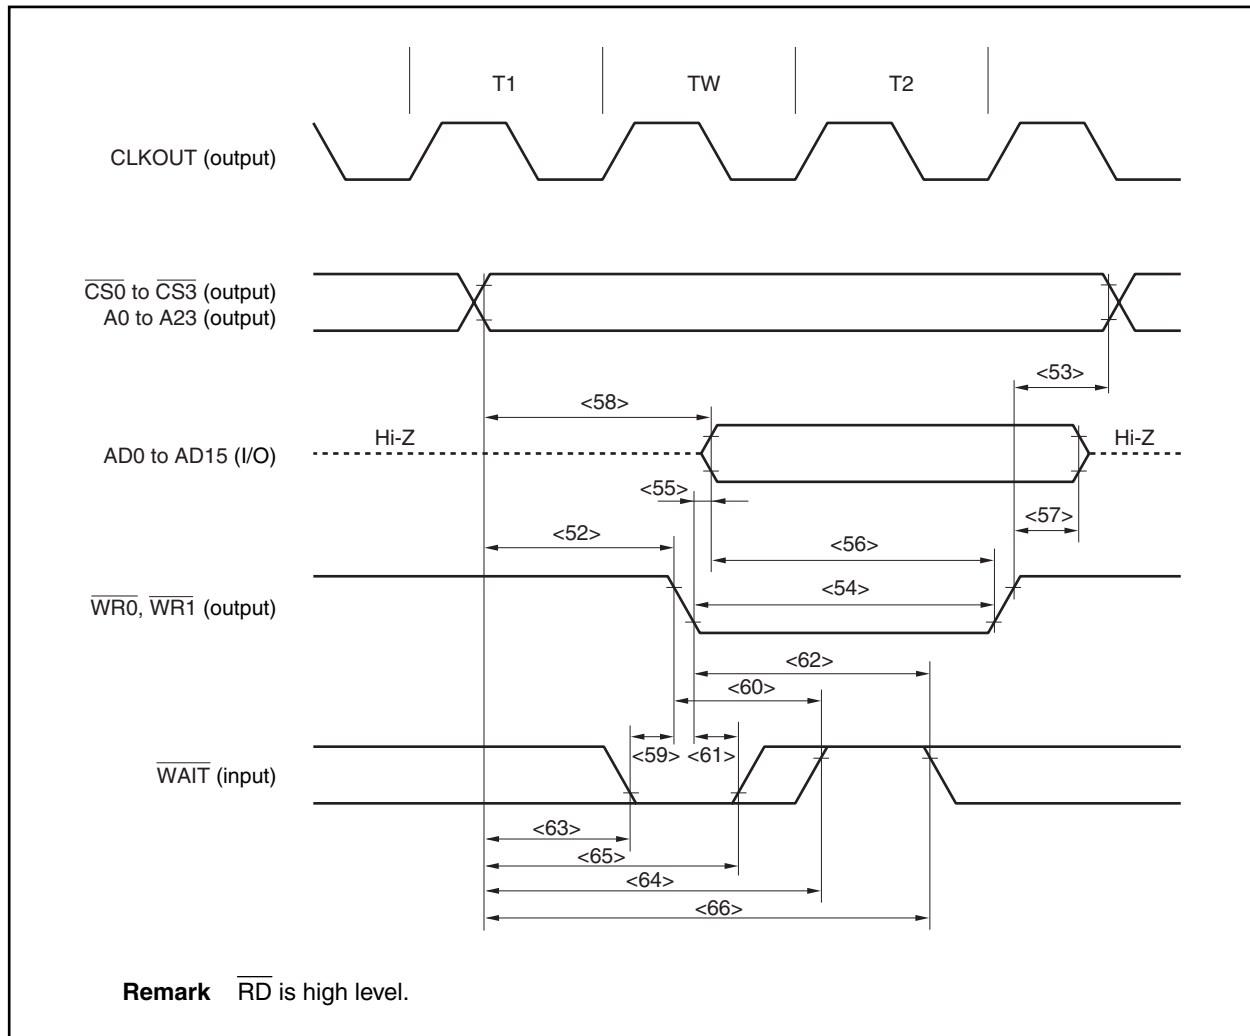 T1 TW T2
CLKOUT (output)
CS0 to CS3 (output)
A0 to A23 (output)
<53>
<58>
Hi-Z
Hi-Z
AD0 to AD15 (I/O)
<55>
<57>
<52>
<56>
WR0, WR1 (output)
<54>
<62>
<60>
<59> <61>
WAIT (input)
<63>
<65>
<64>
<66>
Remark RD is high level.